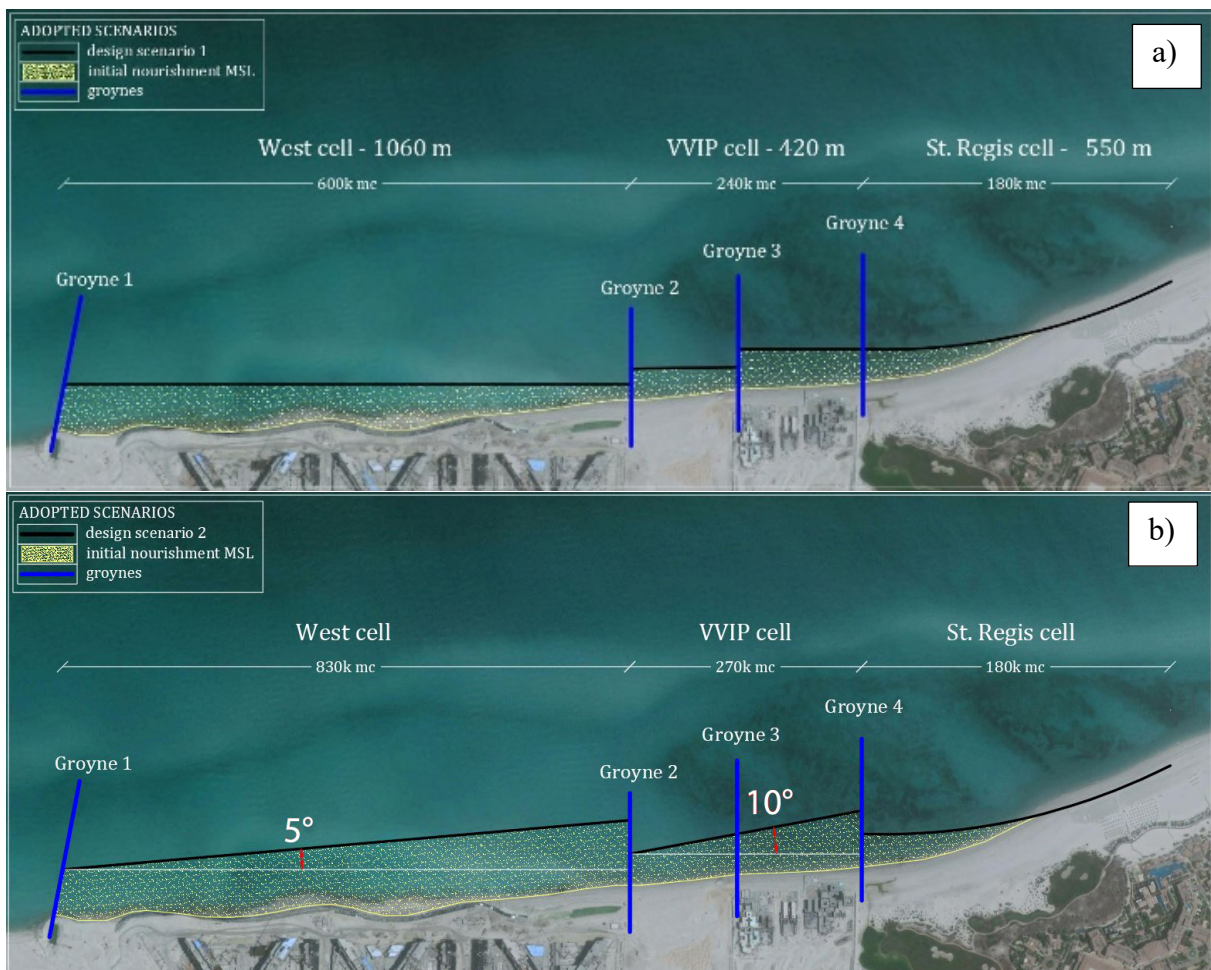 ADOPTED SCENARIOS
design scenario 1
initial nourishment MSL
groynes
a)
West cell - 1060 m
VVIP cell - 420 m
St. Regis cell - 550 m
600k mc
240k mc
180k mc
Groyne 1
Groyne 2
Groyne 3
Groyne 4
ADOPTED SCENARIOS
design scenario 2
initial nourishment MSL
groynes
b)
West cell
VVIP cell
St. Regis cell
830k mc
270k mc
180k mc
Groyne 1
Groyne 2
Groyne 3
Groyne 4
5°
10°